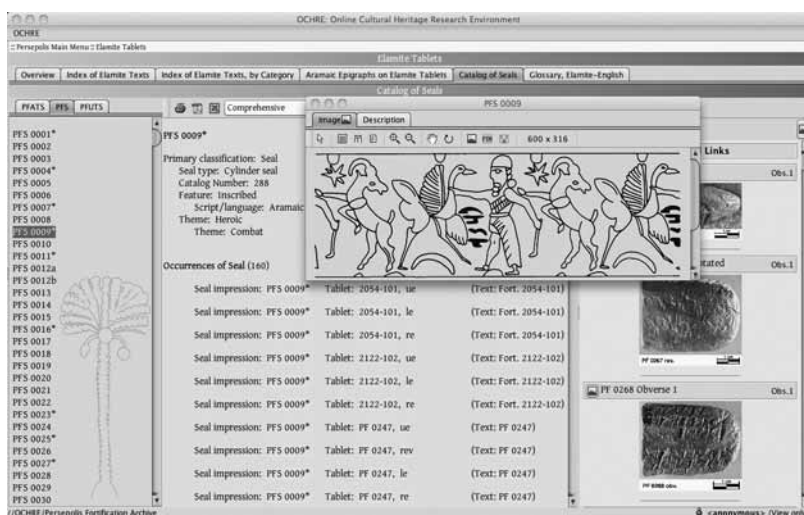 OCHRE: Online Cultural Heritage Research Environment
OCHRE
:: Persepolis Main Menu :: Elamite Tablets
Elamite Tablets
Overview Index of Elamite Texts Index of Elamite Texts, by Category Aramaic Epigraphs on Elamite Tablets Catalog of Seals Glossary, Elamite-English
Catalog of Seals
PFATS PFS PFUTS
Comprehensive
PFS 0001*
PFS 0002
PFS 0003
PFS 0004*
PFS 0005
PFS 0006
PFS 0007*
PFS 0008
PFS 0009*
PFS 0010
PFS 0011*
PFS 0012a
PFS 0012b
PFS 0013
PFS 0014
PFS 0015
PFS 0016*
PFS 0017
PFS 0018
PFS 0019
PFS 0020
PFS 0021
PFS 0022
PFS 0023*
PFS 0024
PFS 0025*
PFS 0026
PFS 0027*
PFS 0028
PFS 0029
PFS 0030
PFS 0009*
Primary classification: Seal
Seal type: Cylinder seal
Catalog Number: 288
Feature: Inscribed
Script/language: Aramaic
Theme: Heroic
Theme: Combat
Occurrences of Seal (160)
Seal impression: PFS 0009* Tablet: 2054-101, ue (Text: Fort. 2054-101)
Seal impression: PFS 0009* Tablet: 2054-101, le (Text: Fort. 2054-101)
Seal impression: PFS 0009* Tablet: 2054-101, re (Text: Fort. 2054-101)
Seal impression: PFS 0009* Tablet: 2122-102, ue (Text: Fort. 2122-102)
Seal impression: PFS 0009* Tablet: 2122-102, le (Text: Fort. 2122-102)
Seal impression: PFS 0009* Tablet: 2122-102, re (Text: Fort. 2122-102)
Seal impression: PFS 0009* Tablet: PF 0247, ue (Text: PF 0247)
Seal impression: PFS 0009* Tablet: PF 0247, rev (Text: PF 0247)
Seal impression: PFS 0009* Tablet: PF 0247, le (Text: PF 0247)
Seal impression: PFS 0009* Tablet: PF 0247, re (Text: PF 0247)
PFS 0009
Image Description
600 x 316
Links
Obs.1
Obs.1
PF 0067 rev.
PF 0268 Obverse 1 Obs.1
//OCHRE/Persepolis Fortification Archive
<anonymous> (View only